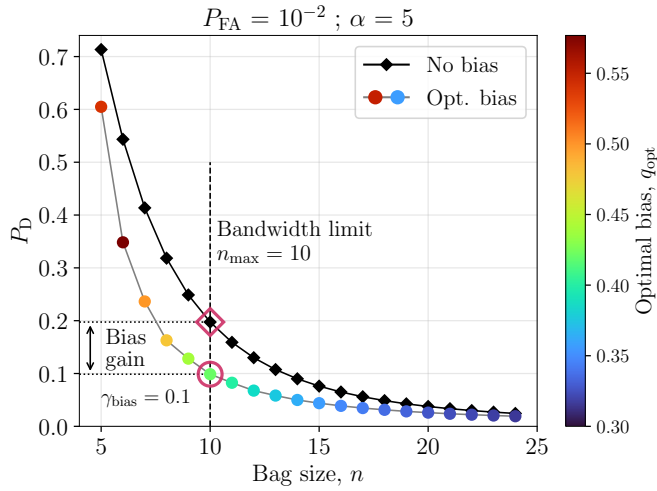 P_FA = 10^−2 ; α = 5
No bias
Opt. bias
Bandwidth limit
n_max = 10
Bias
gain
γ_bias = 0.1
P_D
0.7
0.6
0.5
0.4
0.3
0.2
0.1
0.0
5 10 15 20 25
Bag size, n
0.55
0.50
0.45
0.40
0.35
0.30
Optimal bias, q_opt